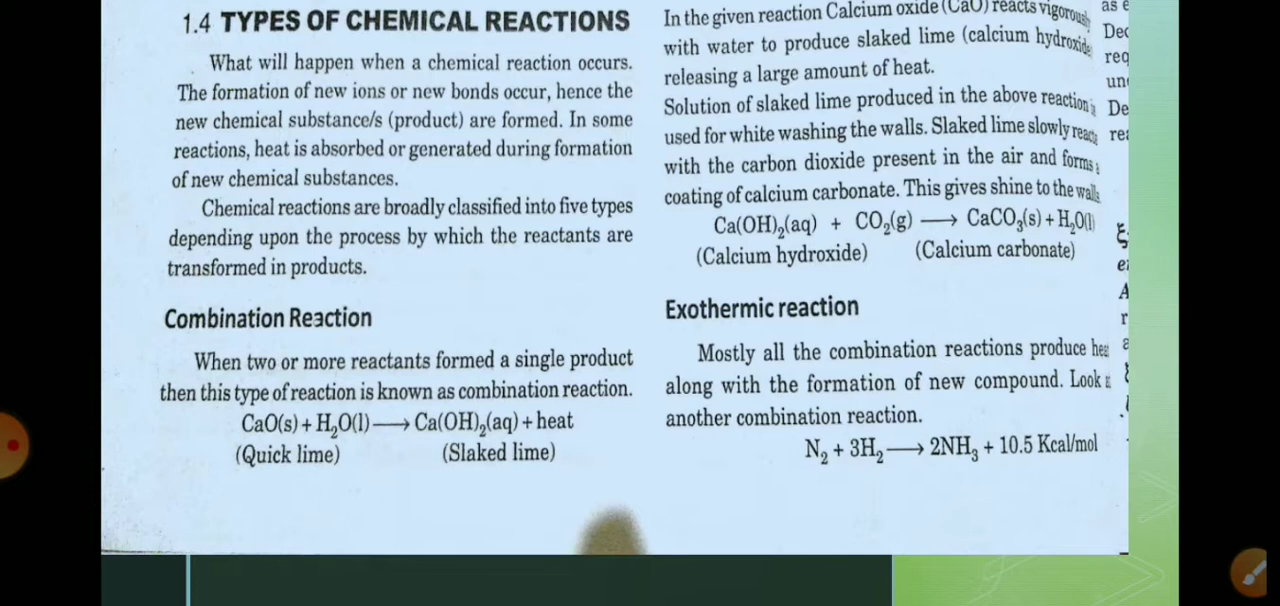 1.4 TYPES OF CHEMICAL REACTIONS
What will happen when a chemical reaction occurs.
The formation of new ions or new bonds occur, hence the
new chemical substance/s (product) are formed. In some
reactions, heat is absorbed or generated during formation
of new chemical substances.
Chemical reactions are broadly classified into five types
depending upon the process by which the reactants are
transformed in products.
Combination Reaction
When two or more reactants formed a single product
then this type of reaction is known as combination reaction.
CaO(s) + H₂O(l) ⟶ Ca(OH)₂(aq) + heat
(Quick lime) (Slaked lime)
In the given reaction Calcium oxide (CaO) reacts
with water to produce slaked lime (calcium hydroxide
releasing a large amount of heat.
Solution of slaked lime produced in the above reaction
used for white washing the walls. Slaked lime slowly reacts
with the carbon dioxide present in the air and forms a
coating of calcium carbonate. This gives shine to the walls
Ca(OH)₂(aq) + CO₂(g) ⟶ CaCO₃(s) + H₂O(l)
(Calcium hydroxide) (Calcium carbonate)
Exothermic reaction
Mostly all the combination reactions produce
along with the formation of new compound. Look
another combination reaction.
N₂ + 3H₂ ⟶ 2NH₃ + 10.5 Kcal/mol